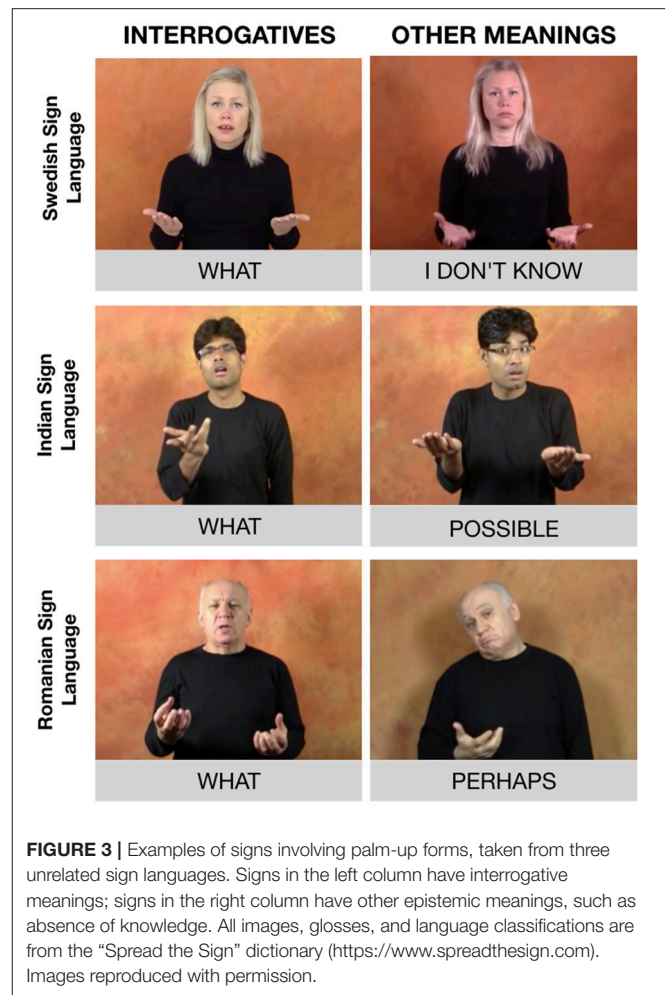 INTERROGATIVES OTHER MEANINGS
Swedish Sign
Language
WHAT I DON'T KNOW
Indian Sign
Language
WHAT POSSIBLE
Romanian Sign
Language
WHAT PERHAPS
FIGURE 3 | Examples of signs involving palm-up forms, taken from three
unrelated sign languages. Signs in the left column have interrogative
meanings; signs in the right column have other epistemic meanings, such as
absence of knowledge. All images, glosses, and language classifications are
from the “Spread the Sign” dictionary (https://www.spreadthesign.com).
Images reproduced with permission.